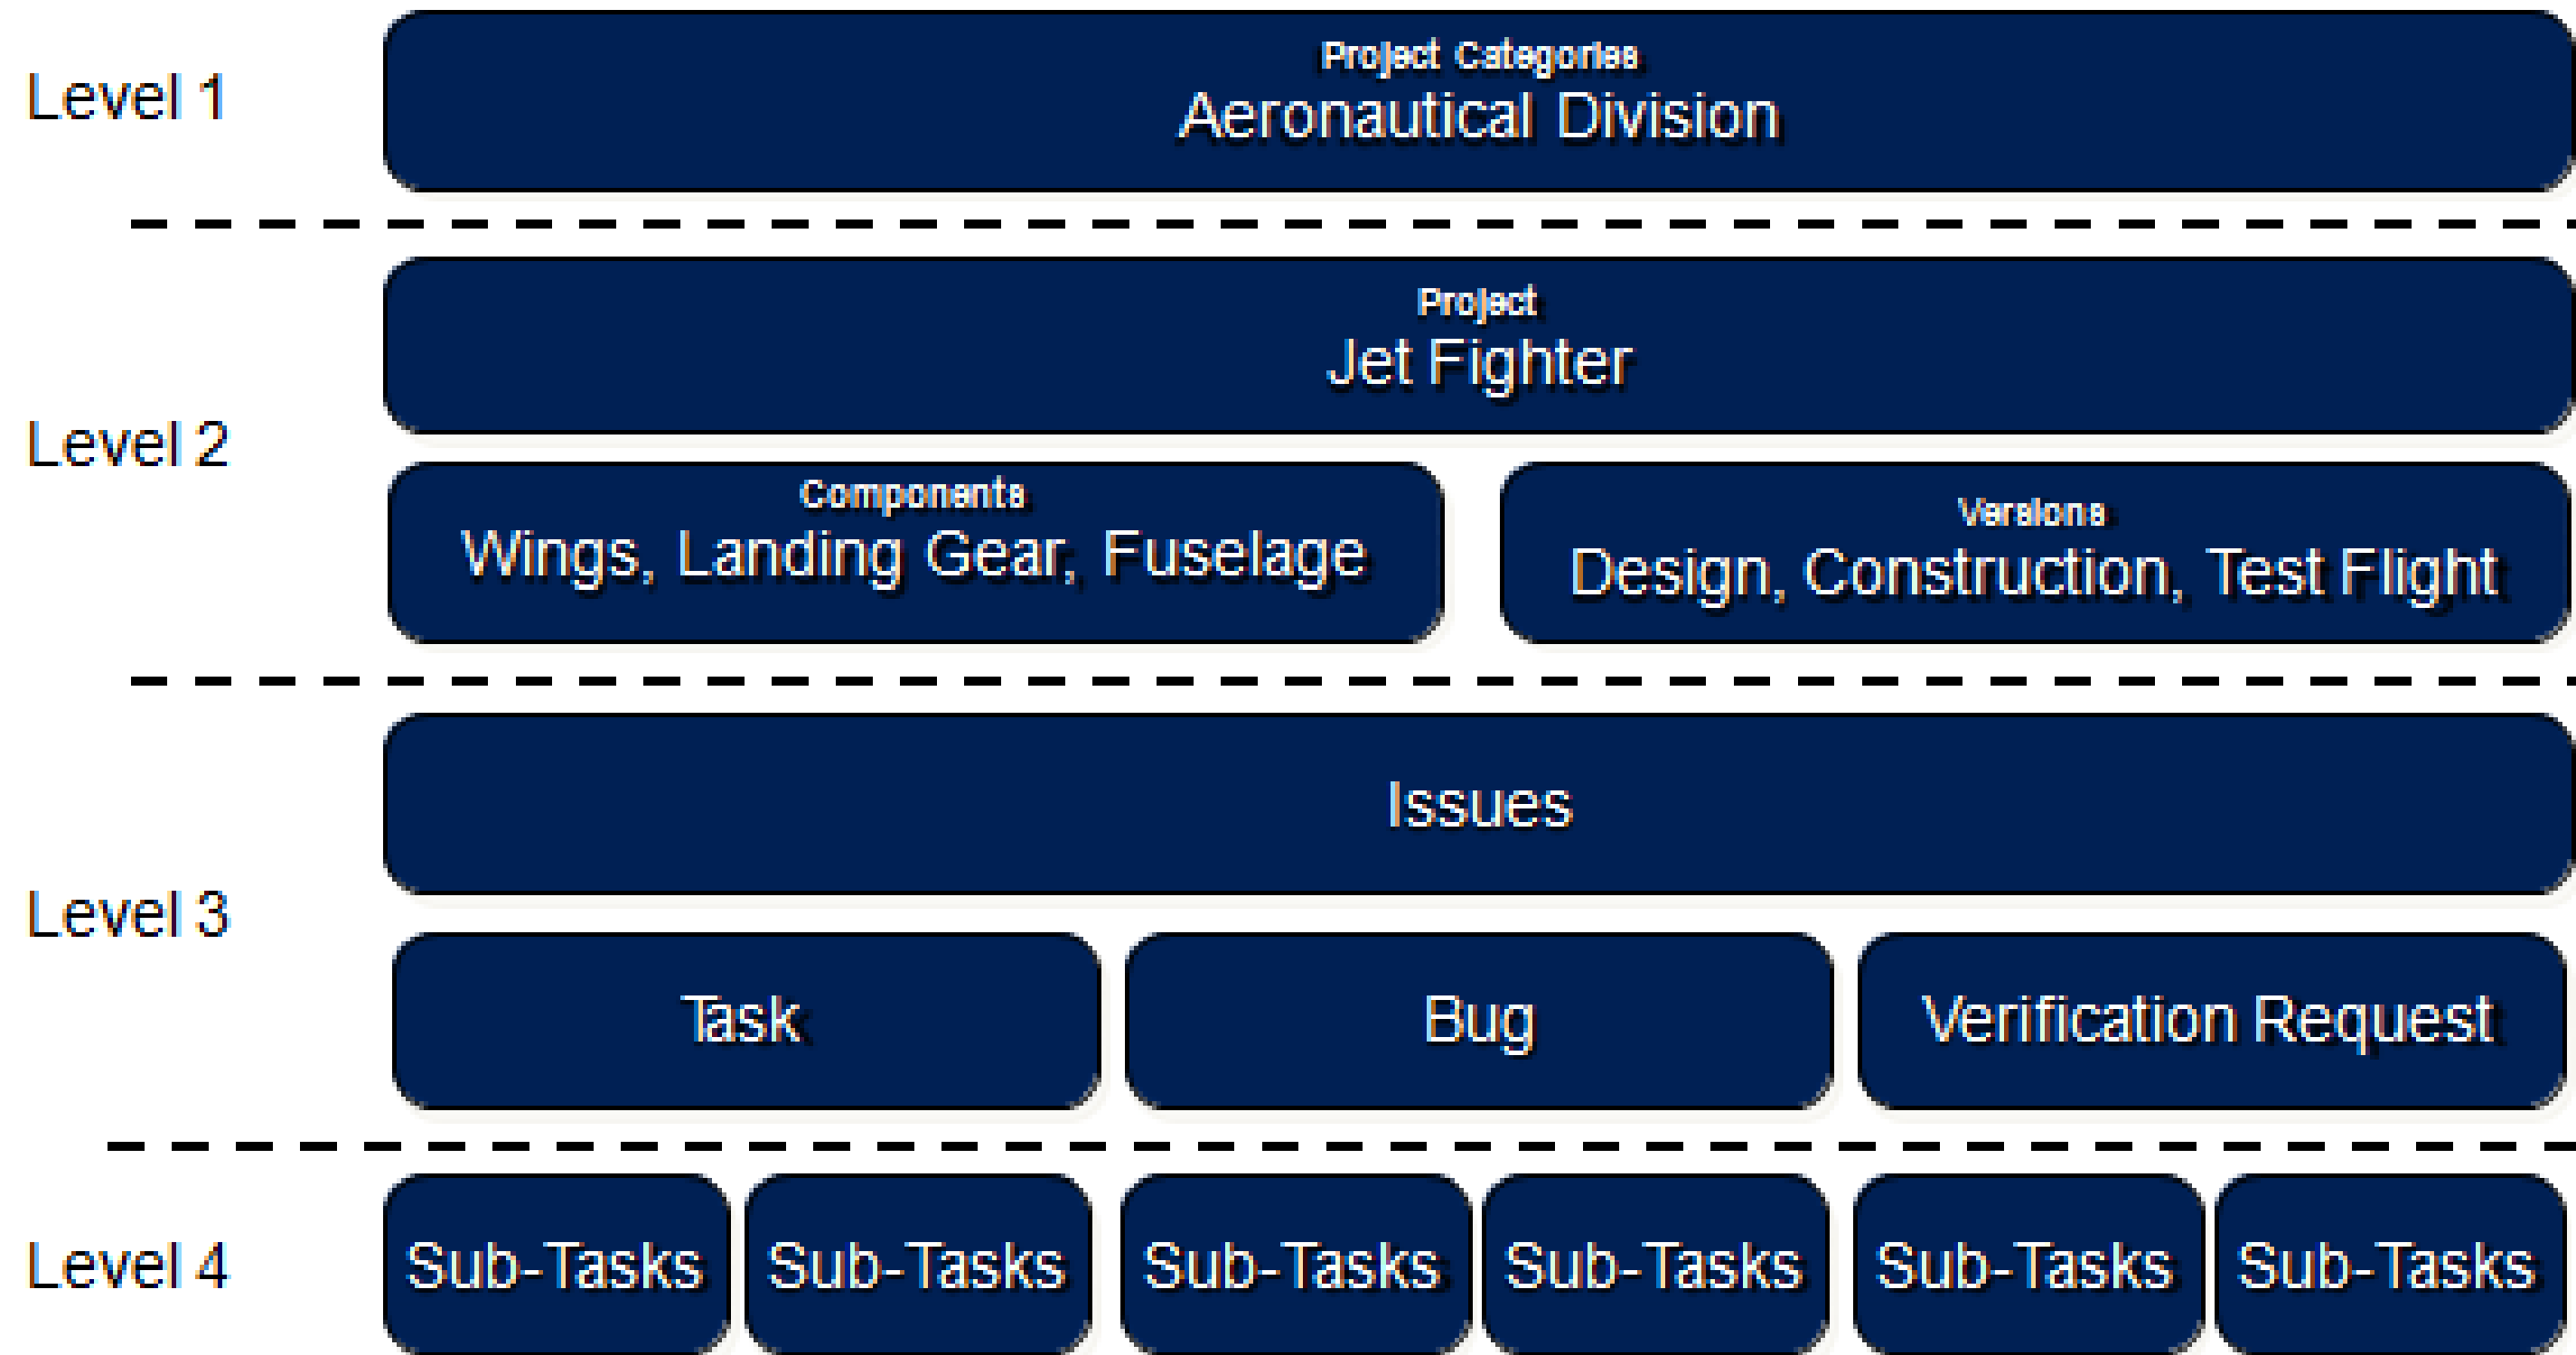 Level 1
Project Categories
Aeronautical Division
Level 2
Project
Jet Fighter
Components
Wings, Landing Gear, Fuselage
Versions
Design, Construction, Test Flight
Level 3
Issues
Task
Bug
Verification Request
Level 4
Sub-Tasks
Sub-Tasks
Sub-Tasks
Sub-Tasks
Sub-Tasks
Sub-Tasks